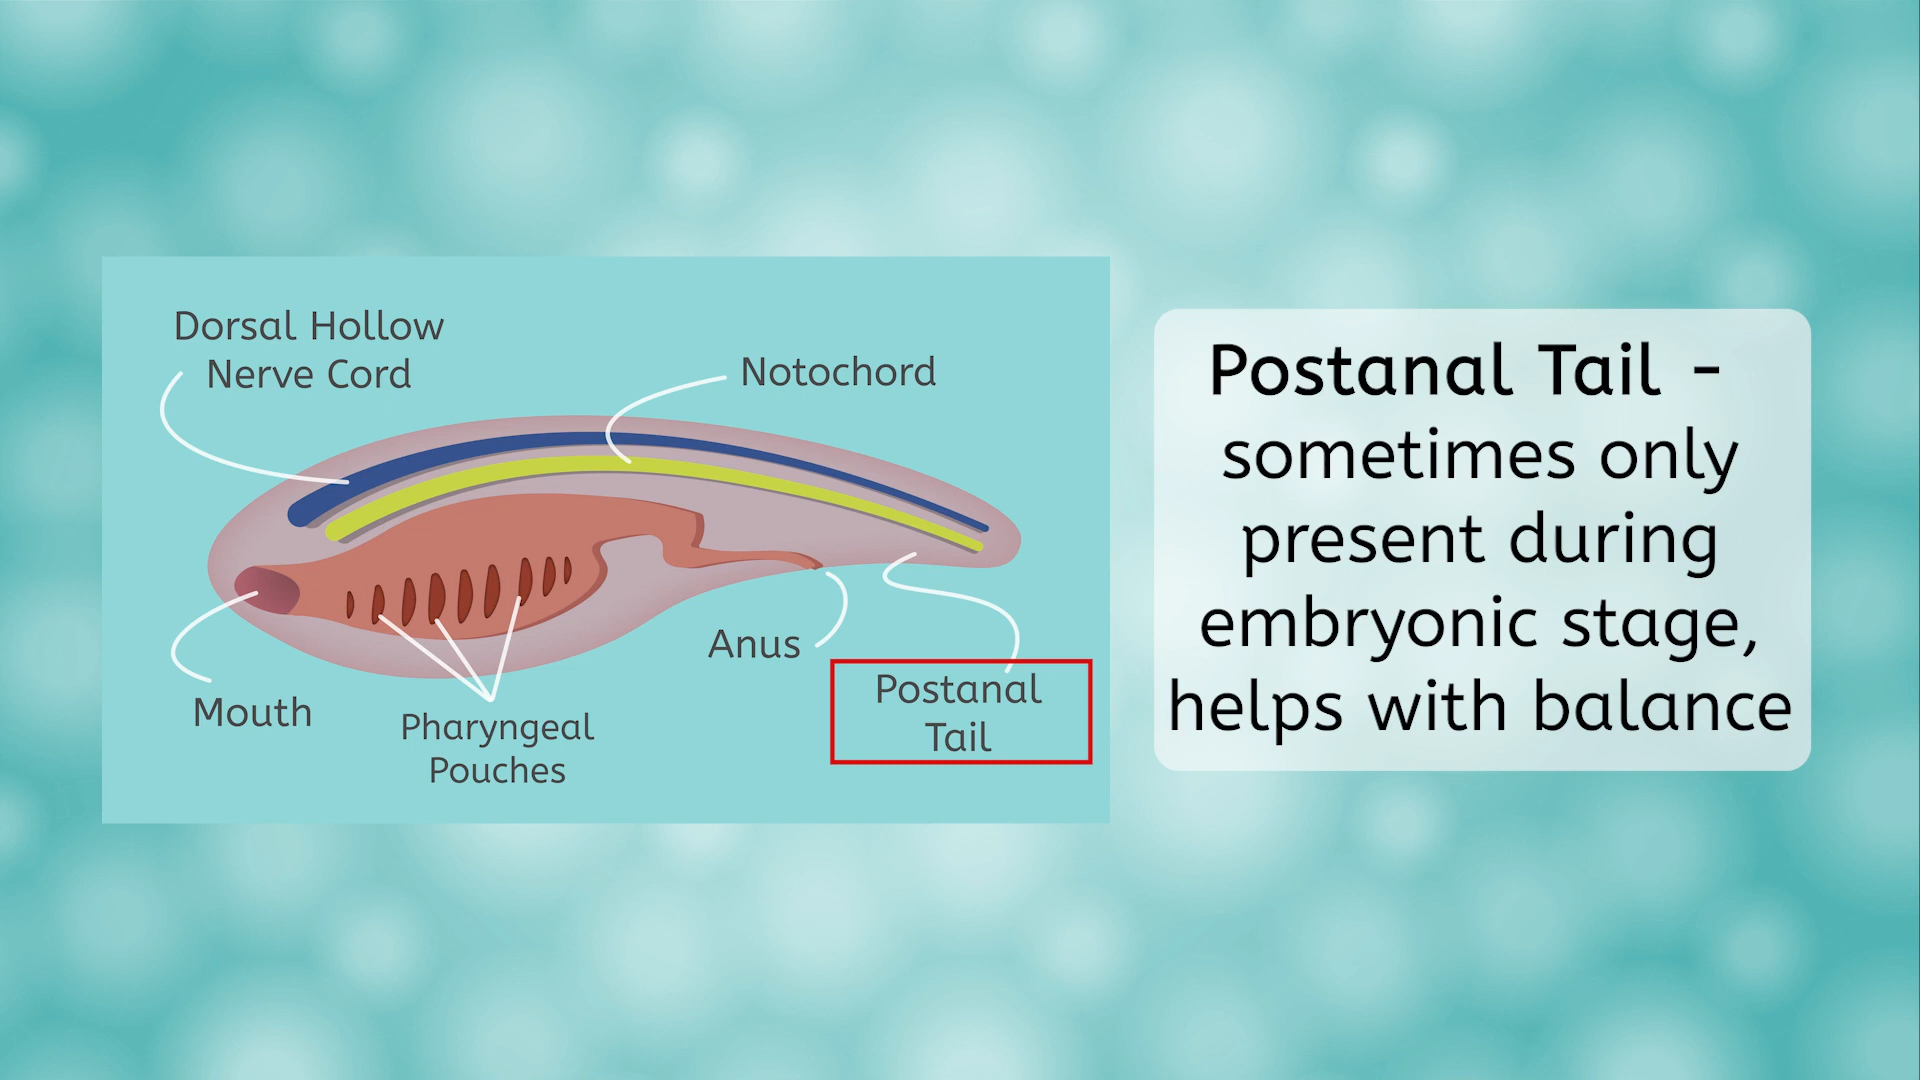 Dorsal Hollow
Nerve Cord
Notochord
Anus
Postanal
Tail
Mouth
Pharyngeal
Pouches
Postanal Tail -
sometimes only
present during
embryonic stage,
helps with balance